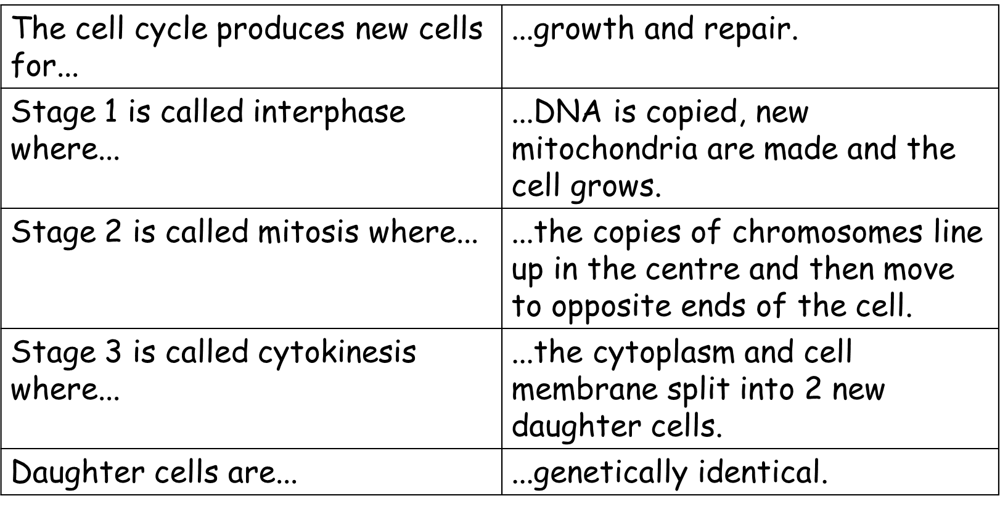 The cell cycle produces new cells
for...
...growth and repair.
Stage 1 is called interphase
where...
...DNA is copied, new
mitochondria are made and the
cell grows.
Stage 2 is called mitosis where...
...the copies of chromosomes line
up in the centre and then move
to opposite ends of the cell.
Stage 3 is called cytokinesis
where...
...the cytoplasm and cell
membrane split into 2 new
daughter cells.
Daughter cells are...
...genetically identical.